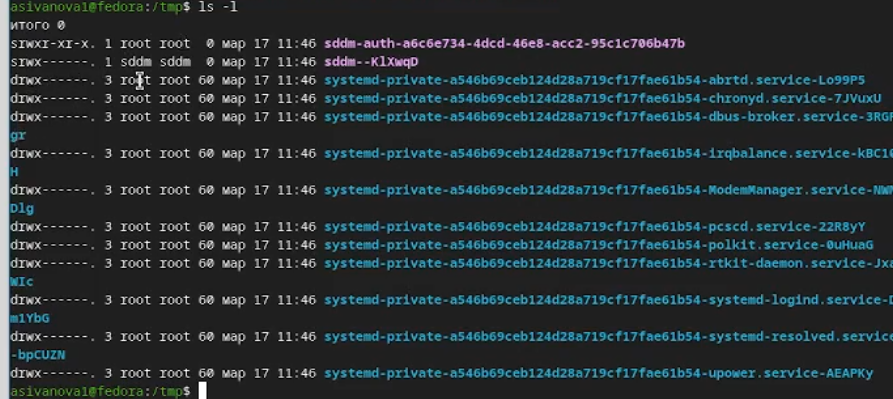 asivanova1@fedora:/tmp$ ls -l
итого 0
srwxr-xr-x. 1 root root  0 мар 17 11:46 sddm-auth-a6c6e734-4dcd-46e8-acc2-95c1c706b47b
srwx------. 1 sddm sddm  0 мар 17 11:46 sddm--KlXwqD
drwx------. 3 root root 60 мар 17 11:46 systemd-private-a546b69ceb124d28a719cf17fae61b54-abrtd.service-Lo99P5
drwx------. 3 root root 60 мар 17 11:46 systemd-private-a546b69ceb124d28a719cf17fae61b54-chronyd.service-7JVuxU
drwx------. 3 root root 60 мар 17 11:46 systemd-private-a546b69ceb124d28a719cf17fae61b54-dbus-broker.service-3RGF
gr
drwx------. 3 root root 60 мар 17 11:46 systemd-private-a546b69ceb124d28a719cf17fae61b54-irqbalance.service-kBC1
H
drwx------. 3 root root 60 мар 17 11:46 systemd-private-a546b69ceb124d28a719cf17fae61b54-ModemManager.service-NW
Dlg
drwx------. 3 root root 60 мар 17 11:46 systemd-private-a546b69ceb124d28a719cf17fae61b54-pcscd.service-22R8yY
drwx------. 3 root root 60 мар 17 11:46 systemd-private-a546b69ceb124d28a719cf17fae61b54-polkit.service-0uHuaG
drwx------. 3 root root 60 мар 17 11:46 systemd-private-a546b69ceb124d28a719cf17fae61b54-rtkit-daemon.service-Jxa
WIc
drwx------. 3 root root 60 мар 17 11:46 systemd-private-a546b69ceb124d28a719cf17fae61b54-systemd-logind.service-
m1YbG
drwx------. 3 root root 60 мар 17 11:46 systemd-private-a546b69ceb124d28a719cf17fae61b54-systemd-resolved.service
-bpCUZN
drwx------. 3 root root 60 мар 17 11:46 systemd-private-a546b69ceb124d28a719cf17fae61b54-upower.service-AEAPKy
asivanova1@fedora:/tmp$